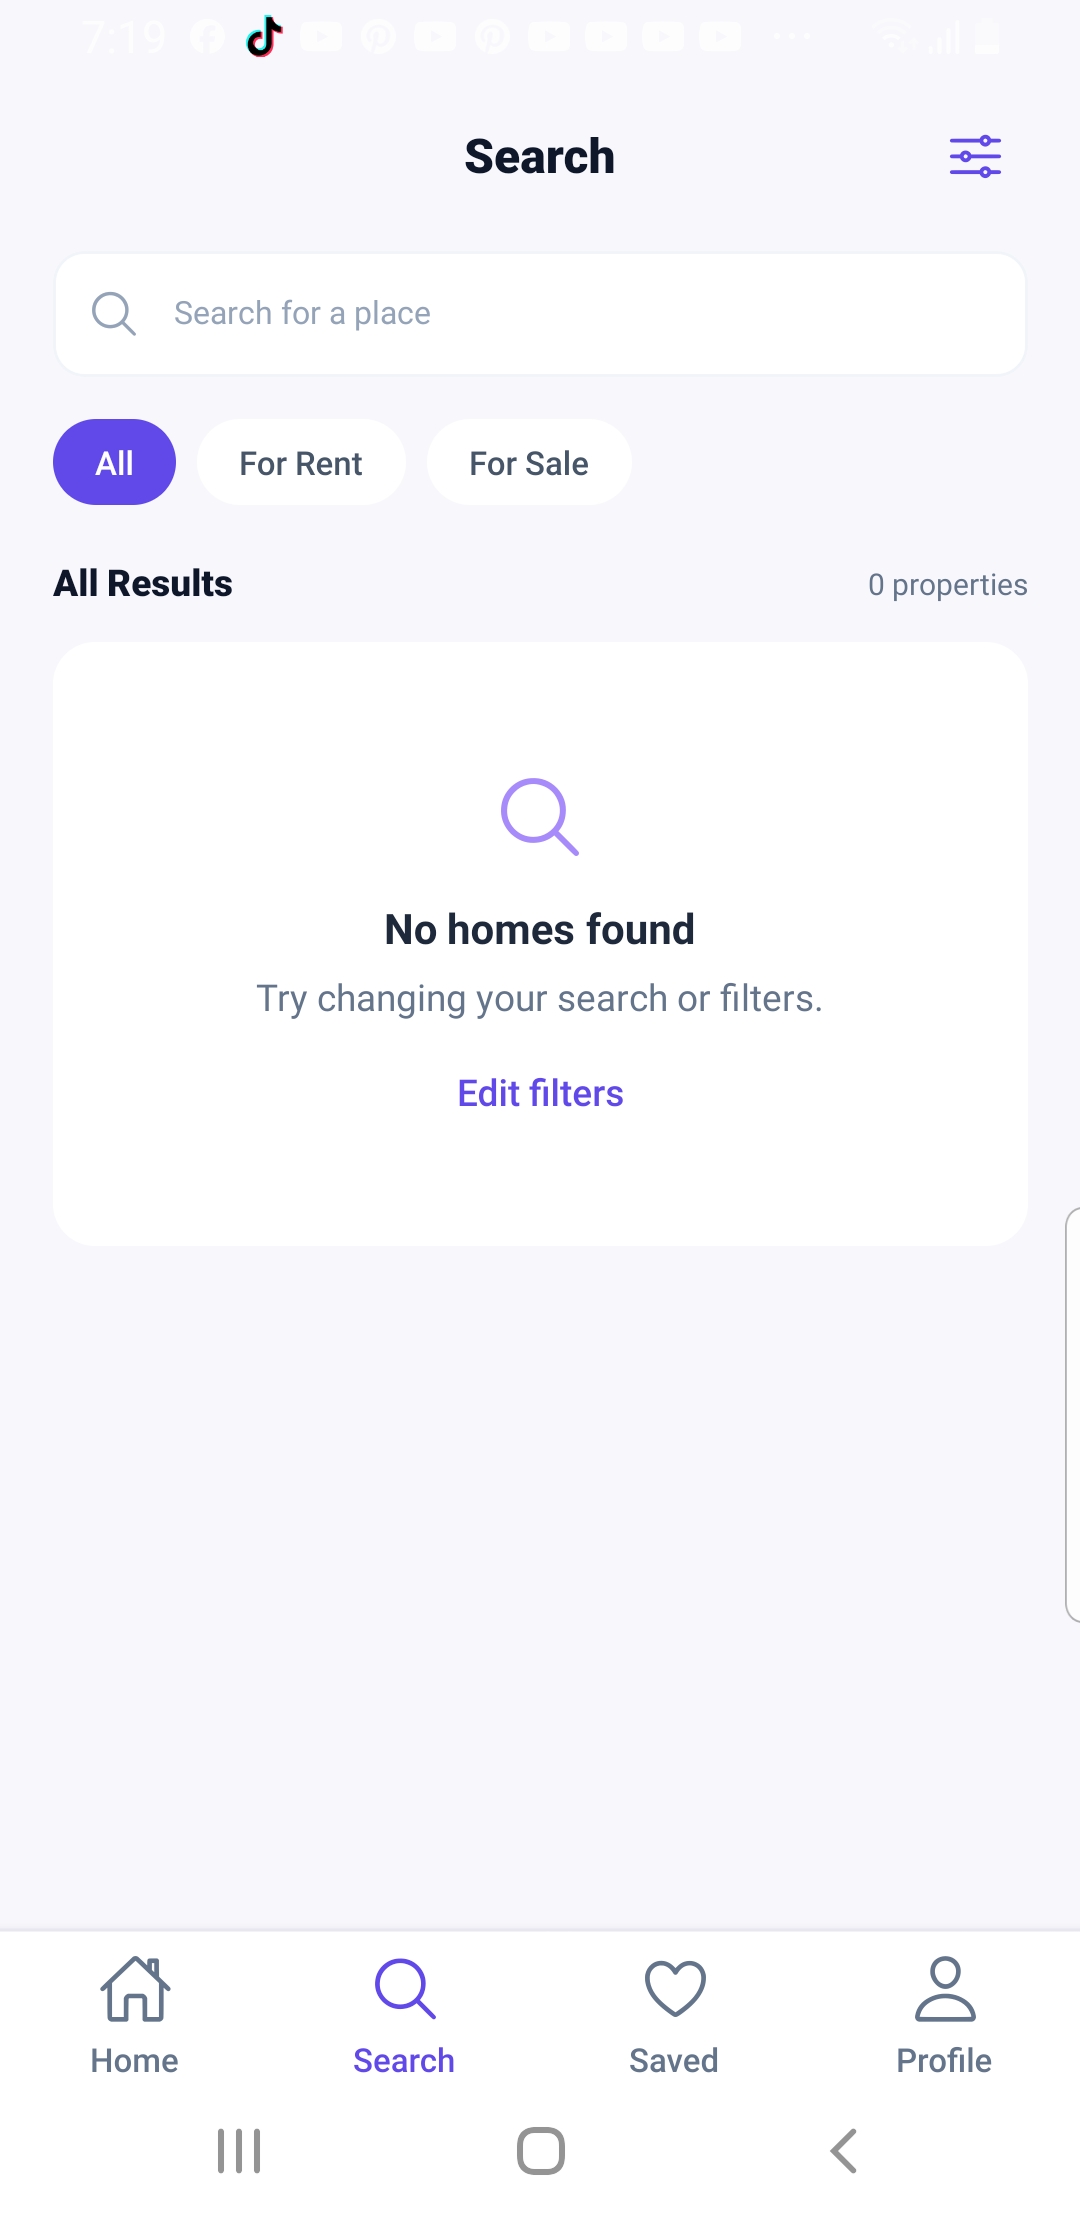 7:19
Search
Search for a place
All
For Rent
For Sale
All Results
0 properties
No homes found
Try changing your search or filters.
Edit filters
Home
Search
Saved
Profile